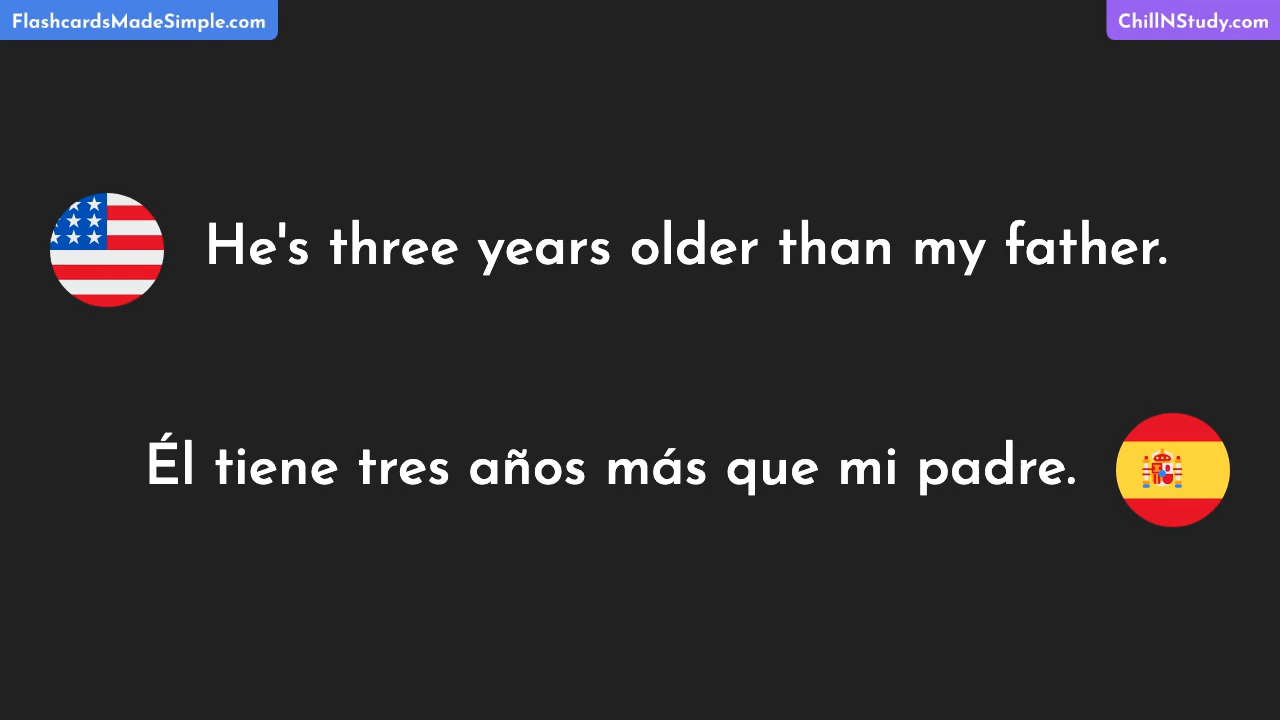 FlashcardsMadeSimple.com
ChillNStudy.com
He's three years older than my father.
Él tiene tres años más que mi padre.